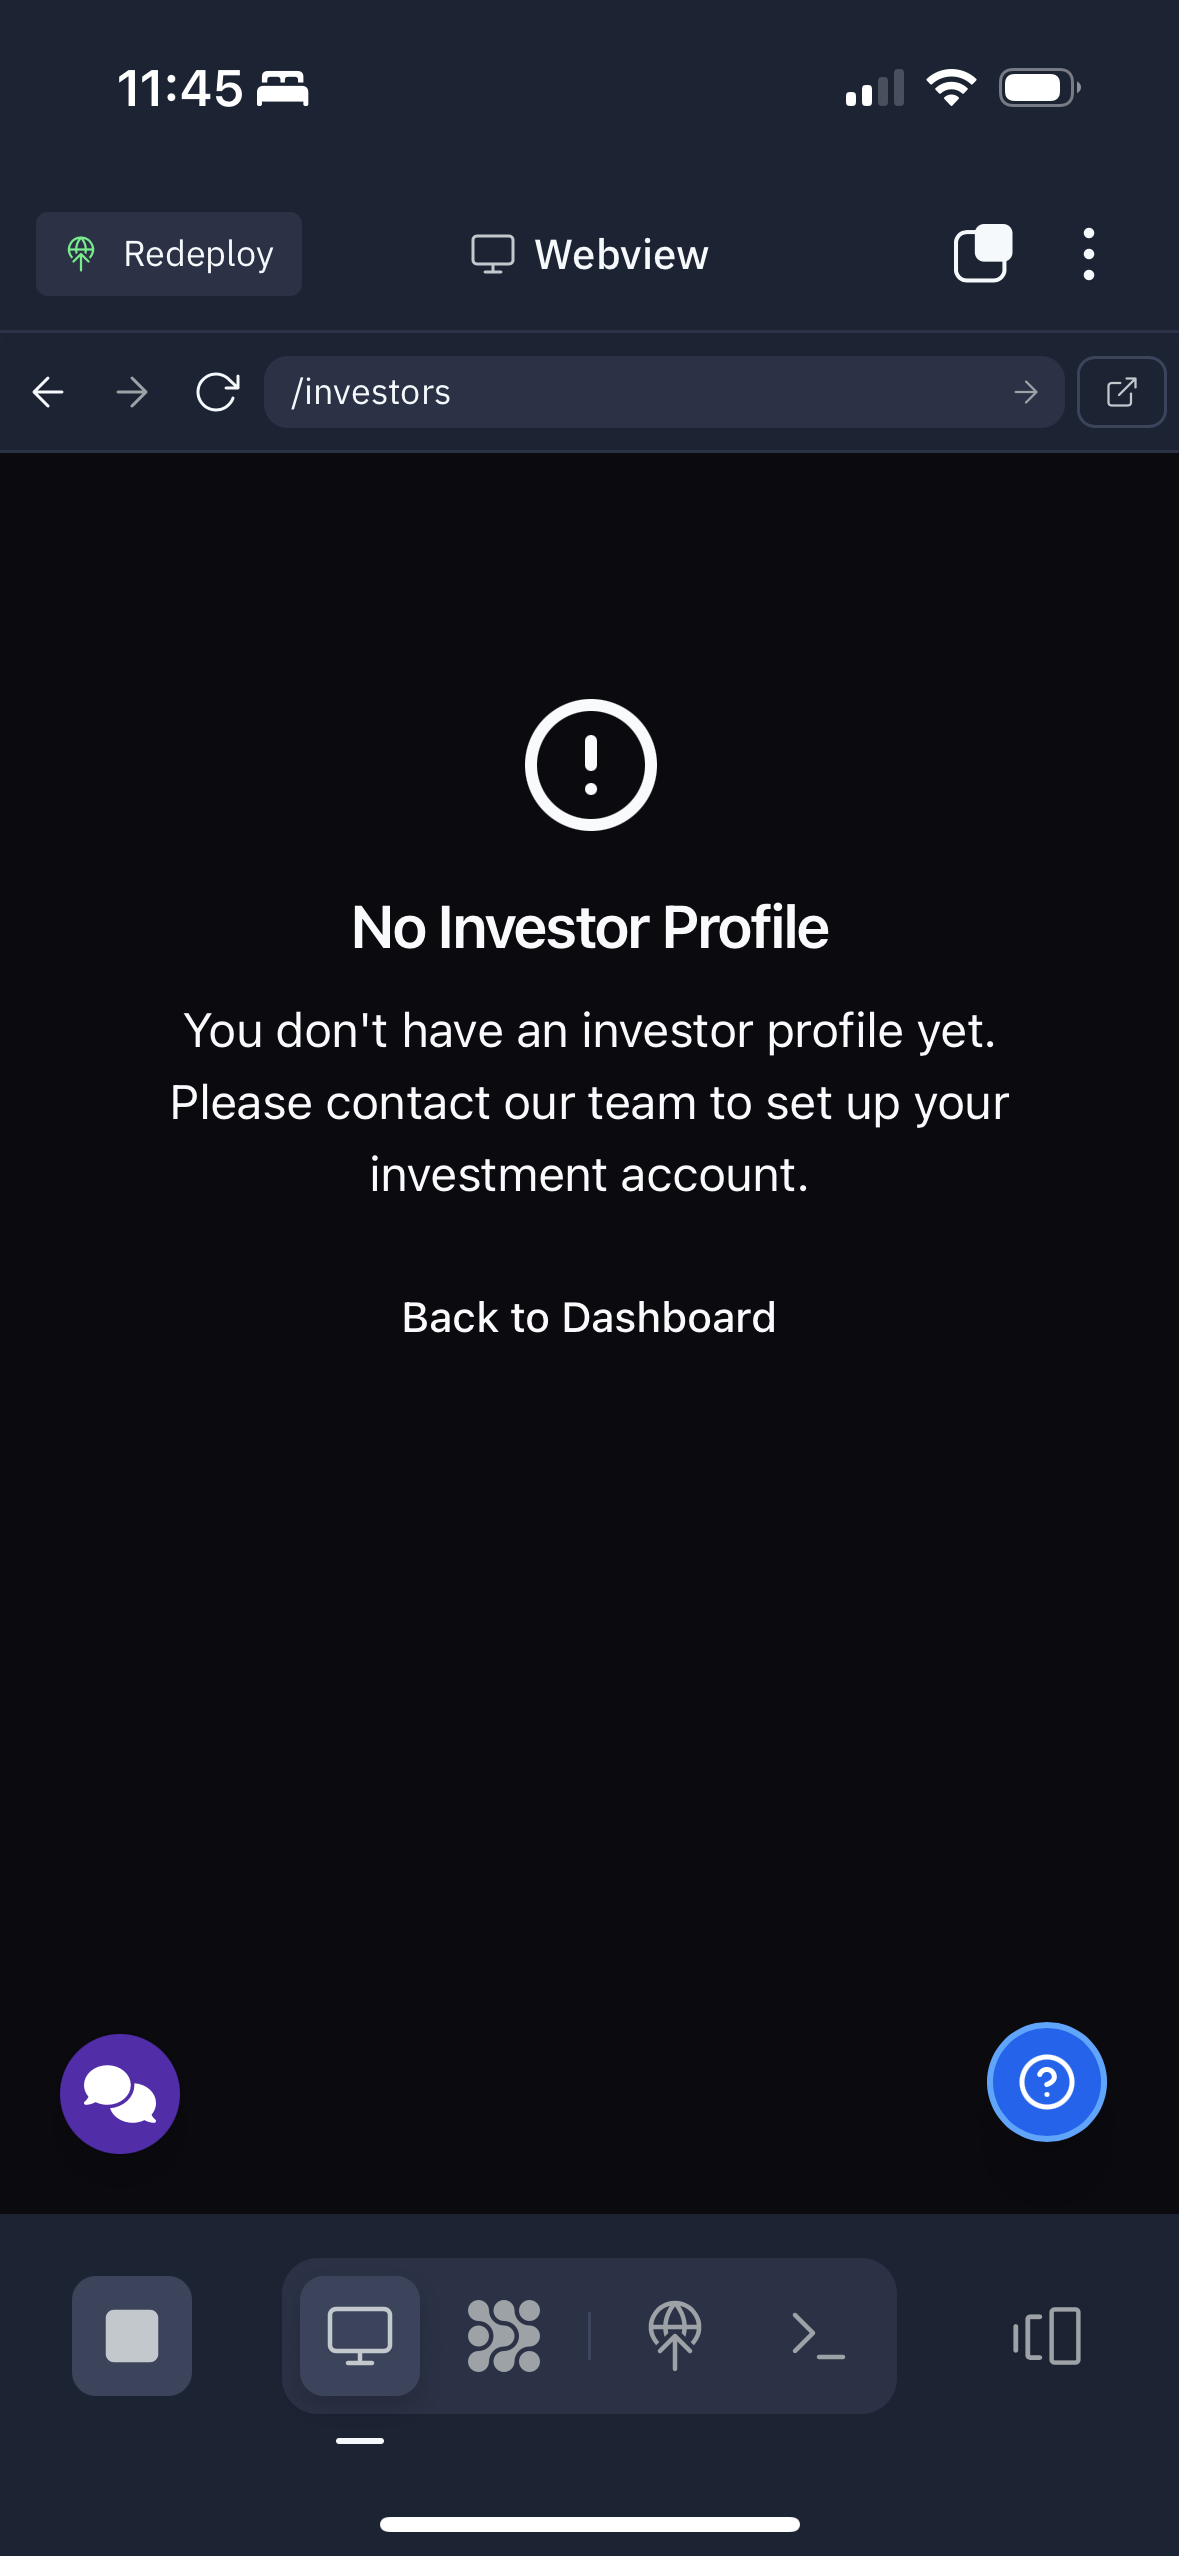 11:45
Redeploy
Webview
/investors
No Investor Profile
You don't have an investor profile yet.
Please contact our team to set up your
investment account.
Back to Dashboard